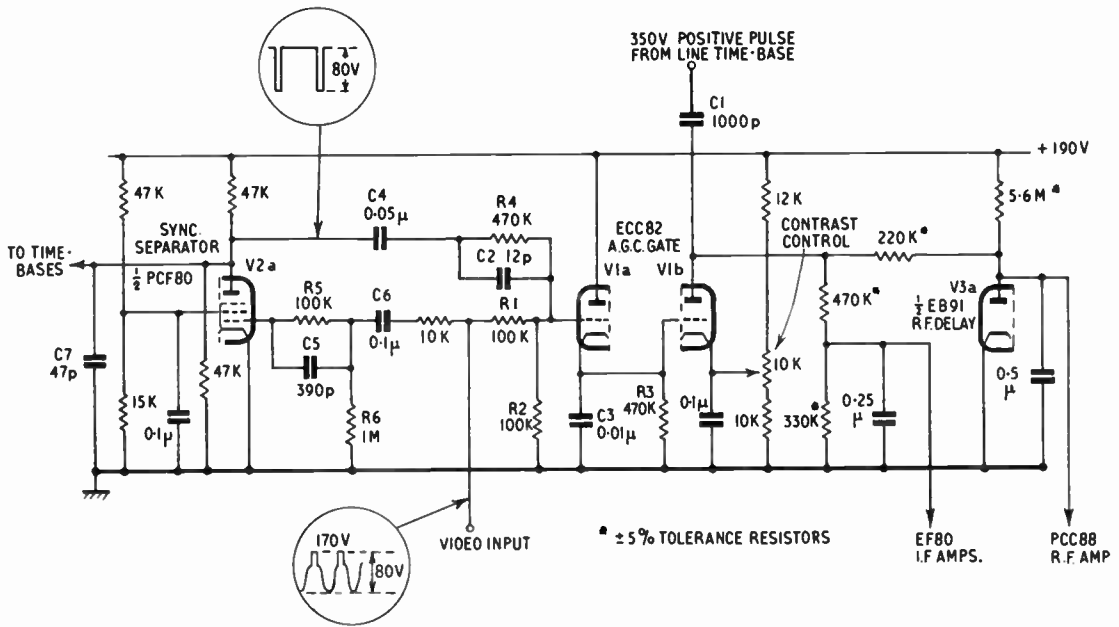 350V POSITIVE PULSE
FROM LINE TIME-BASE
80V
C1
1000p
+190V
47K
47K
C4
0·05μ
R4
470K
12K
5·6M*
SYNC.
SEPARATOR
ECC82
A.G.C. GATE
CONTRAST
CONTROL
220K*
TO TIME-
BASES
½ PCF80
V2a
C2 12p
V1a
V1b
V3a
½ EB91
R.F. DELAY
R5
100K
C6
0·1μ
R1
100K
470K*
C5
390p
10K
10K
C7
47p
47K
15K
0·1μ
R6
1M
R2
100K
C3
0·01μ
R3
470K
0·1μ
10K
330K*
0·25
μ
0·5
μ
170V
80V
VIDEO INPUT
* ±5% TOLERANCE RESISTORS
EF80
I.F AMPS.
PCC88
R.F. AMP